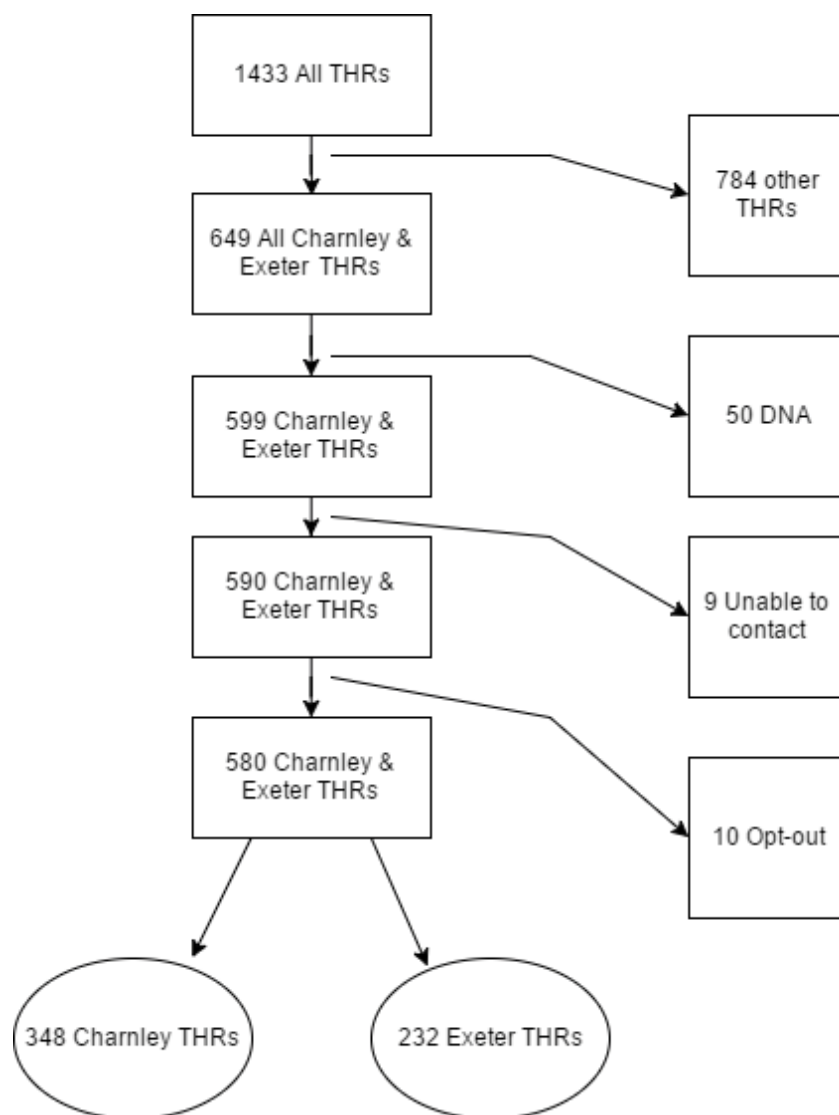 1433 All THRs
784 other
THRs
649 All Charnley &
Exeter THRs
50 DNA
599 Charnley &
Exeter THRs
9 Unable to
contact
590 Charnley &
Exeter THRs
10 Opt-out
580 Charnley &
Exeter THRs
348 Charnley THRs
232 Exeter THRs